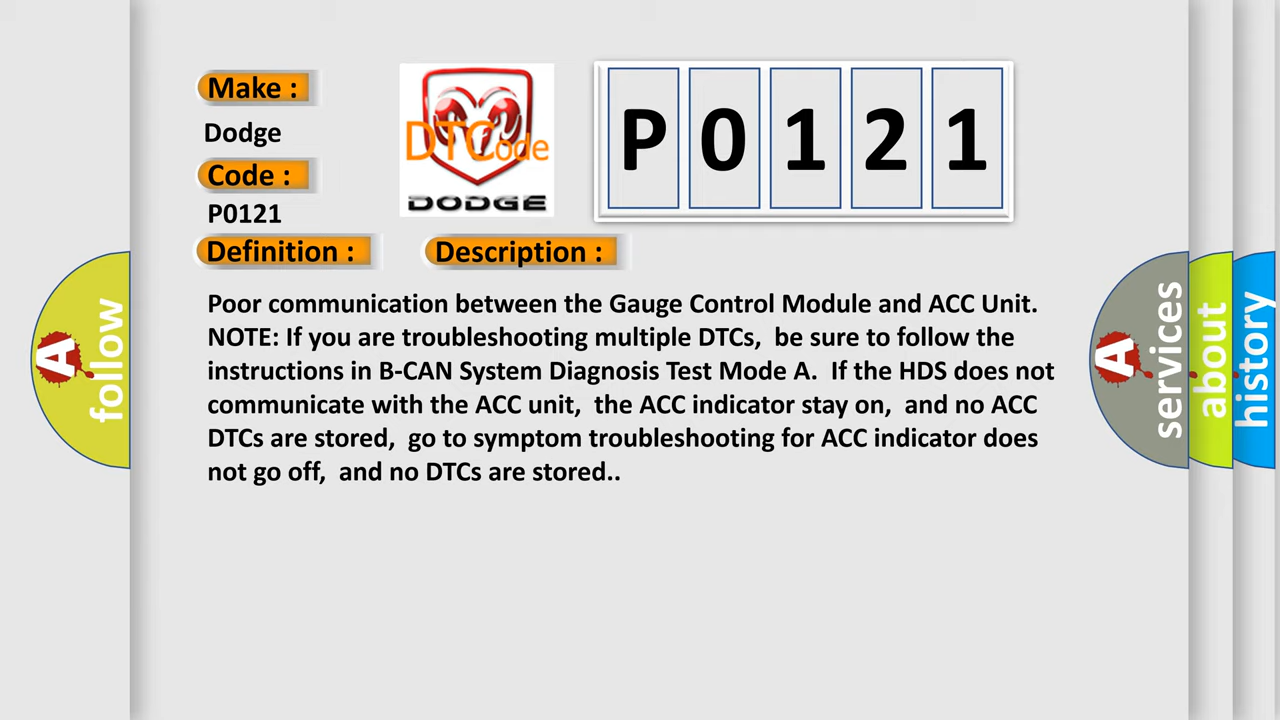 Make :
Dodge
Code :
P0121
Definition :
Description :
DTCode
DODGE
P0121
Poor communication between the Gauge Control Module and ACC Unit.
NOTE: If you are troubleshooting multiple DTCs,  be sure to follow the
instructions in B-CAN System Diagnosis Test Mode A.  If the HDS does not
communicate with the ACC unit,  the ACC indicator stay on,  and no ACC
DTCs are stored,  go to symptom troubleshooting for ACC indicator does
not go off,  and no DTCs are stored..
A follow
A services
about
history